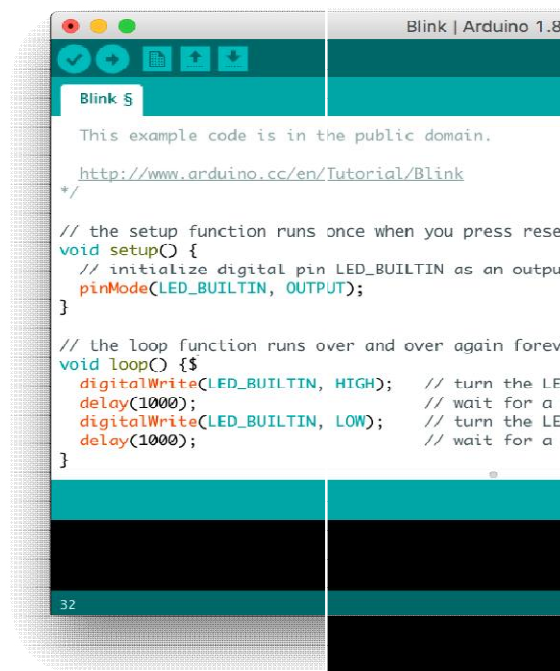 Blink | Arduino 1.8
Blink §
This example code is in the public domain.
http://www.arduino.cc/en/Tutorial/Blink
*/
// the setup function runs once when you press rese
void setup() {
// initialize digital pin LED_BUILTIN as an outpu
pinMode(LED_BUILTIN, OUTPUT);
}
// the loop function runs over and over again forev
void loop() {$
digitalWrite(LED_BUILTIN, HIGH); // turn the LE
delay(1000); // wait for a
digitalWrite(LED_BUILTIN, LOW); // turn the LE
delay(1000); // wait for a
}
32